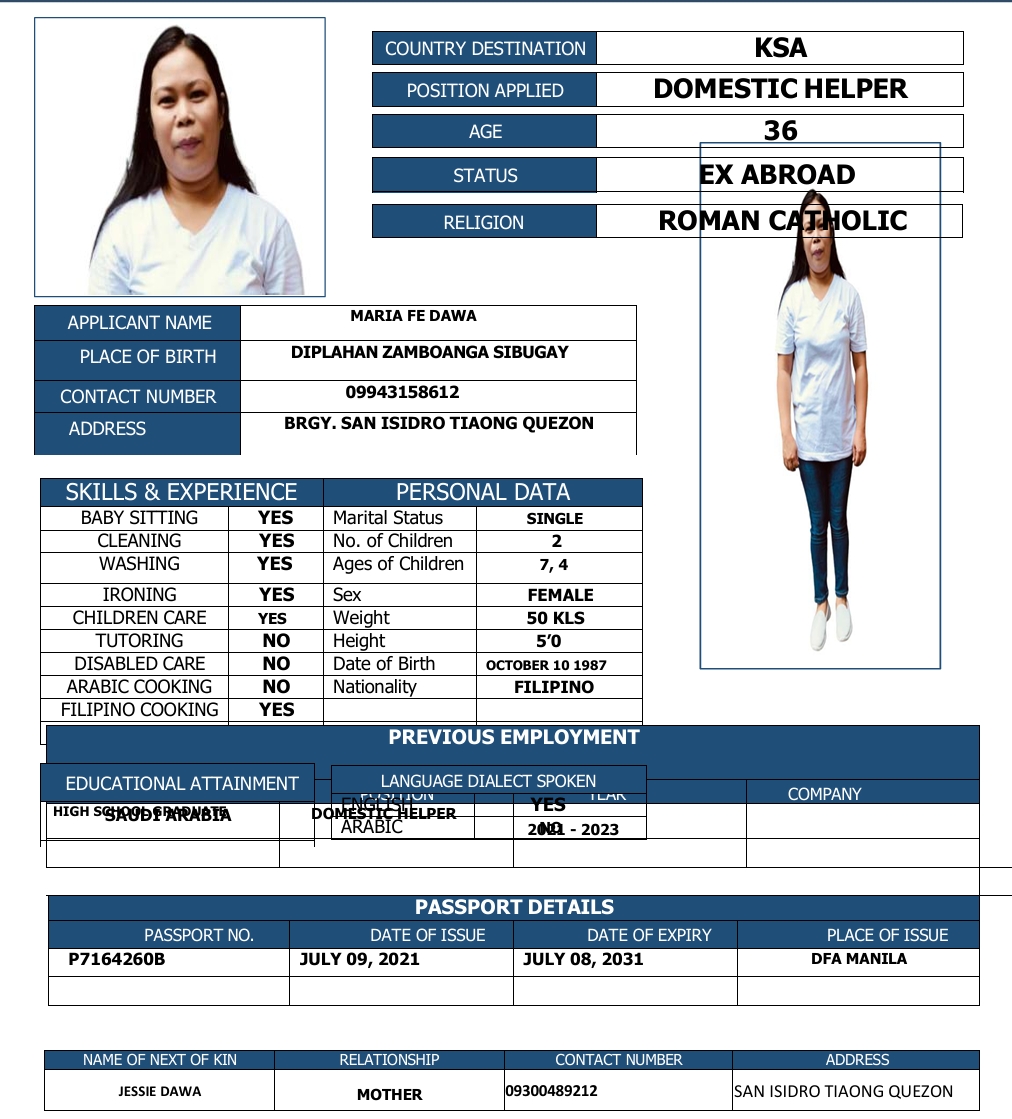 COUNTRY DESTINATION KSA
POSITION APPLIED DOMESTIC HELPER
AGE 36
STATUS EX ABROAD
RELIGION ROMAN CATHOLIC
APPLICANT NAME MARIA FE DAWA
PLACE OF BIRTH DIPLAHAN ZAMBOANGA SIBUGAY
CONTACT NUMBER 09943158612
ADDRESS BRGY. SAN ISIDRO TIAONG QUEZON
SKILLS & EXPERIENCE PERSONAL DATA
BABY SITTING YES Marital Status SINGLE
CLEANING YES No. of Children 2
WASHING YES Ages of Children 7, 4
IRONING YES Sex FEMALE
CHILDREN CARE YES Weight 50 KLS
TUTORING NO Height 5'0
DISABLED CARE NO Date of Birth OCTOBER 10 1987
ARABIC COOKING NO Nationality FILIPINO
FILIPINO COOKING YES
PREVIOUS EMPLOYMENT
EDUCATIONAL ATTAINMENT LANGUAGE DIALECT SPOKEN
POSITION YEAR COMPANY
HIGH SCHOOL GRADUATE ENGLISH YES
SAUDI ARABIA DOMESTIC HELPER 2021 - 2023
ARABIC NO
PASSPORT DETAILS
PASSPORT NO. DATE OF ISSUE DATE OF EXPIRY PLACE OF ISSUE
P7164260B JULY 09, 2021 JULY 08, 2031 DFA MANILA
NAME OF NEXT OF KIN RELATIONSHIP CONTACT NUMBER ADDRESS
JESSIE DAWA MOTHER 09300489212 SAN ISIDRO TIAONG QUEZON